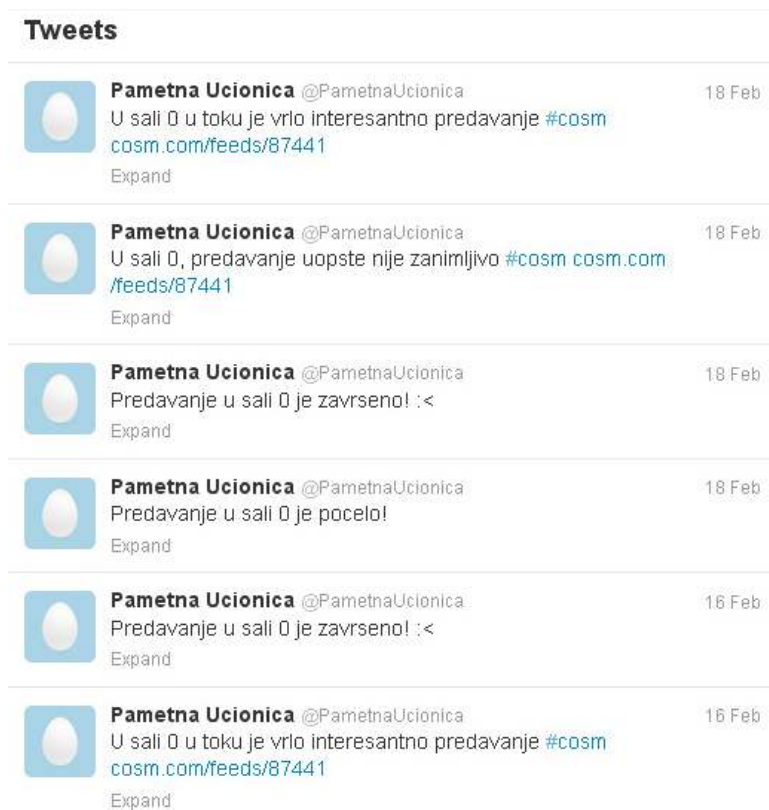 Tweets
Pametna Ucionica @PametnaUcionica 18 Feb
U sali 0 u toku je vrlo interesantno predavanje #cosm
cosm.com/feeds/87441
Expand
Pametna Ucionica @PametnaUcionica 18 Feb
U sali 0, predavanje uopste nije zanimljivo #cosm cosm.com
/feeds/87441
Expand
Pametna Ucionica @PametnaUcionica 18 Feb
Predavanje u sali 0 je zavrseno! :<
Expand
Pametna Ucionica @PametnaUcionica 18 Feb
Predavanje u sali 0 je pocelo!
Expand
Pametna Ucionica @PametnaUcionica 16 Feb
Predavanje u sali 0 je zavrseno! :<
Expand
Pametna Ucionica @PametnaUcionica 16 Feb
U sali 0 u toku je vrlo interesantno predavanje #cosm
cosm.com/feeds/87441
Expand